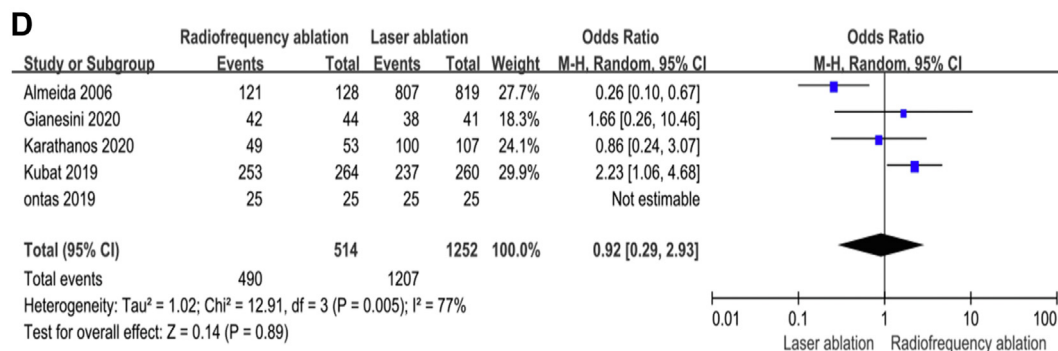 D
Radiofrequency ablation Laser ablation Odds Ratio Odds Ratio
Study or Subgroup Events Total Events Total Weight M-H, Random, 95% CI M-H, Random, 95% CI
Almeida 2006 121 128 807 819 27.7% 0.26 [0.10, 0.67]
Gianesini 2020 42 44 38 41 18.3% 1.66 [0.26, 10.46]
Karathanos 2020 49 53 100 107 24.1% 0.86 [0.24, 3.07]
Kubat 2019 253 264 237 260 29.9% 2.23 [1.06, 4.68]
ontas 2019 25 25 25 25 Not estimable
Total (95% CI) 514 1252 100.0% 0.92 [0.29, 2.93]
Total events 490 1207
Heterogeneity: Tau² = 1.02; Chi² = 12.91, df = 3 (P = 0.005); I² = 77%
Test for overall effect: Z = 0.14 (P = 0.89)
0.01 0.1 1 10 100
Laser ablation Radiofrequency ablation